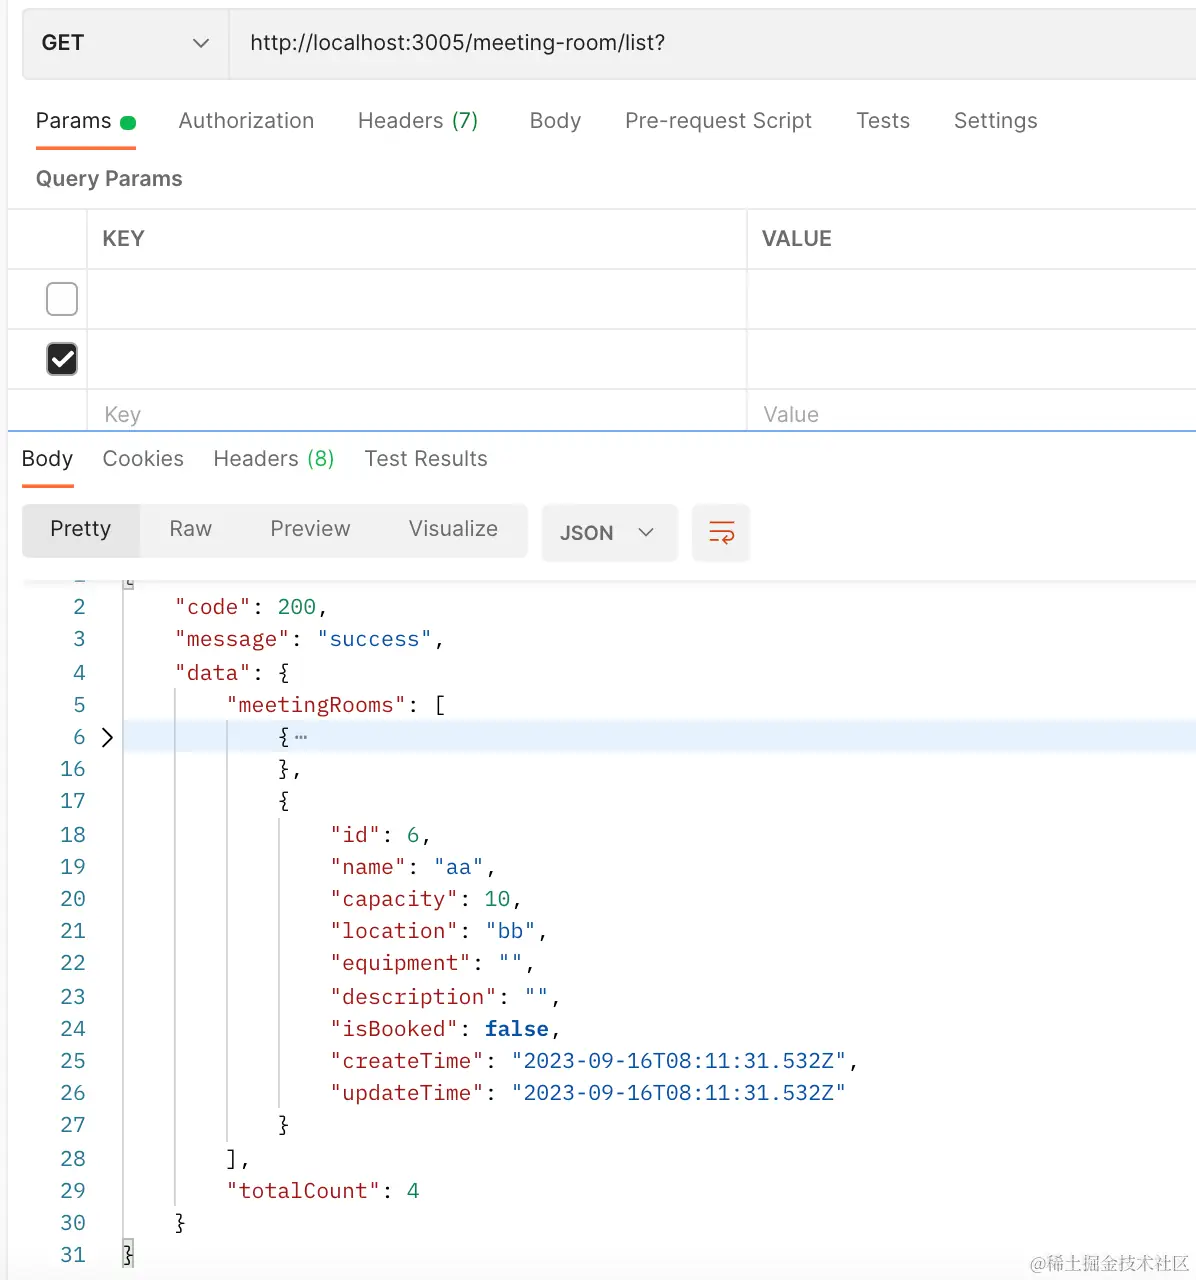 GET http://localhost:3005/meeting-room/list?
Params Authorization Headers (7) Body Pre-request Script Tests Settings
Query Params
KEY VALUE
Key Value
Body Cookies Headers (8) Test Results
Pretty Raw Preview Visualize JSON
2 "code": 200,
3 "message": "success",
4 "data": {
5 "meetingRooms": [
6 { ⋯
16 },
17 {
18 "id": 6,
19 "name": "aa",
20 "capacity": 10,
21 "location": "bb",
22 "equipment": "",
23 "description": "",
24 "isBooked": false,
25 "createTime": "2023-09-16T08:11:31.532Z",
26 "updateTime": "2023-09-16T08:11:31.532Z"
27 }
28 ],
29 "totalCount": 4
30 }
31 }
@稀土掘金技术社区